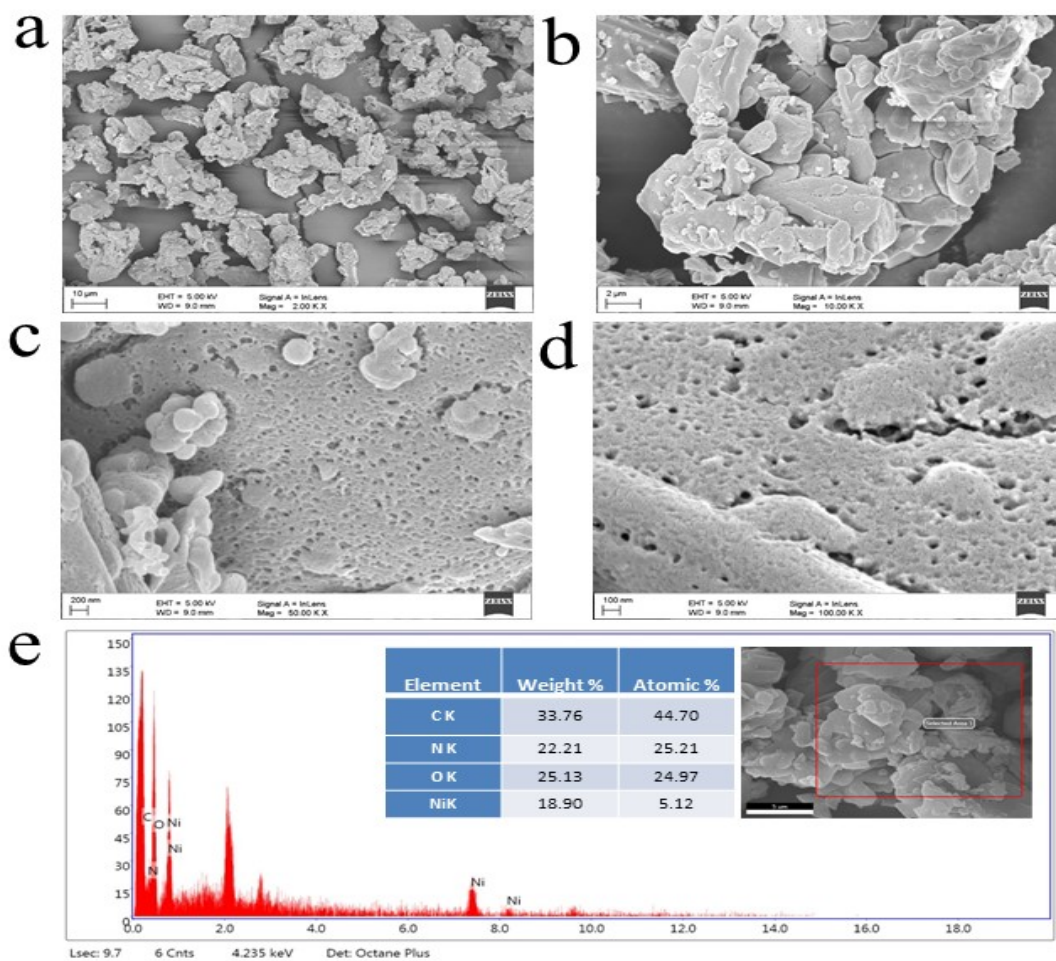 a
b
10 µm
EHT = 5.00 kV
WD = 9.0 mm
Signal A = InLens
Mag = 2.00 K X
ZEISS
2 µm
EHT = 5.00 kV
WD = 9.0 mm
Signal A = InLens
Mag = 10.00 K X
ZEISS
c
d
200 nm
EHT = 5.00 kV
WD = 9.0 mm
Signal A = InLens
Mag = 50.00 K X
ZEISS
100 nm
EHT = 5.00 kV
WD = 9.0 mm
Signal A = InLens
Mag = 100.00 K X
ZEISS
e
150
135
120
105
90
75
60
45
30
15
0
C
O
Ni
Ni
N
Ni
Ni
0.0 2.0 4.0 6.0 8.0 10.0 12.0 14.0 16.0 18.0
Element Weight % Atomic %
C K 33.76 44.70
N K 22.21 25.21
O K 25.13 24.97
NiK 18.90 5.12
Selected Area 1
5 µm
Lsec: 9.7 6 Cnts 4.235 keV Det: Octane Plus